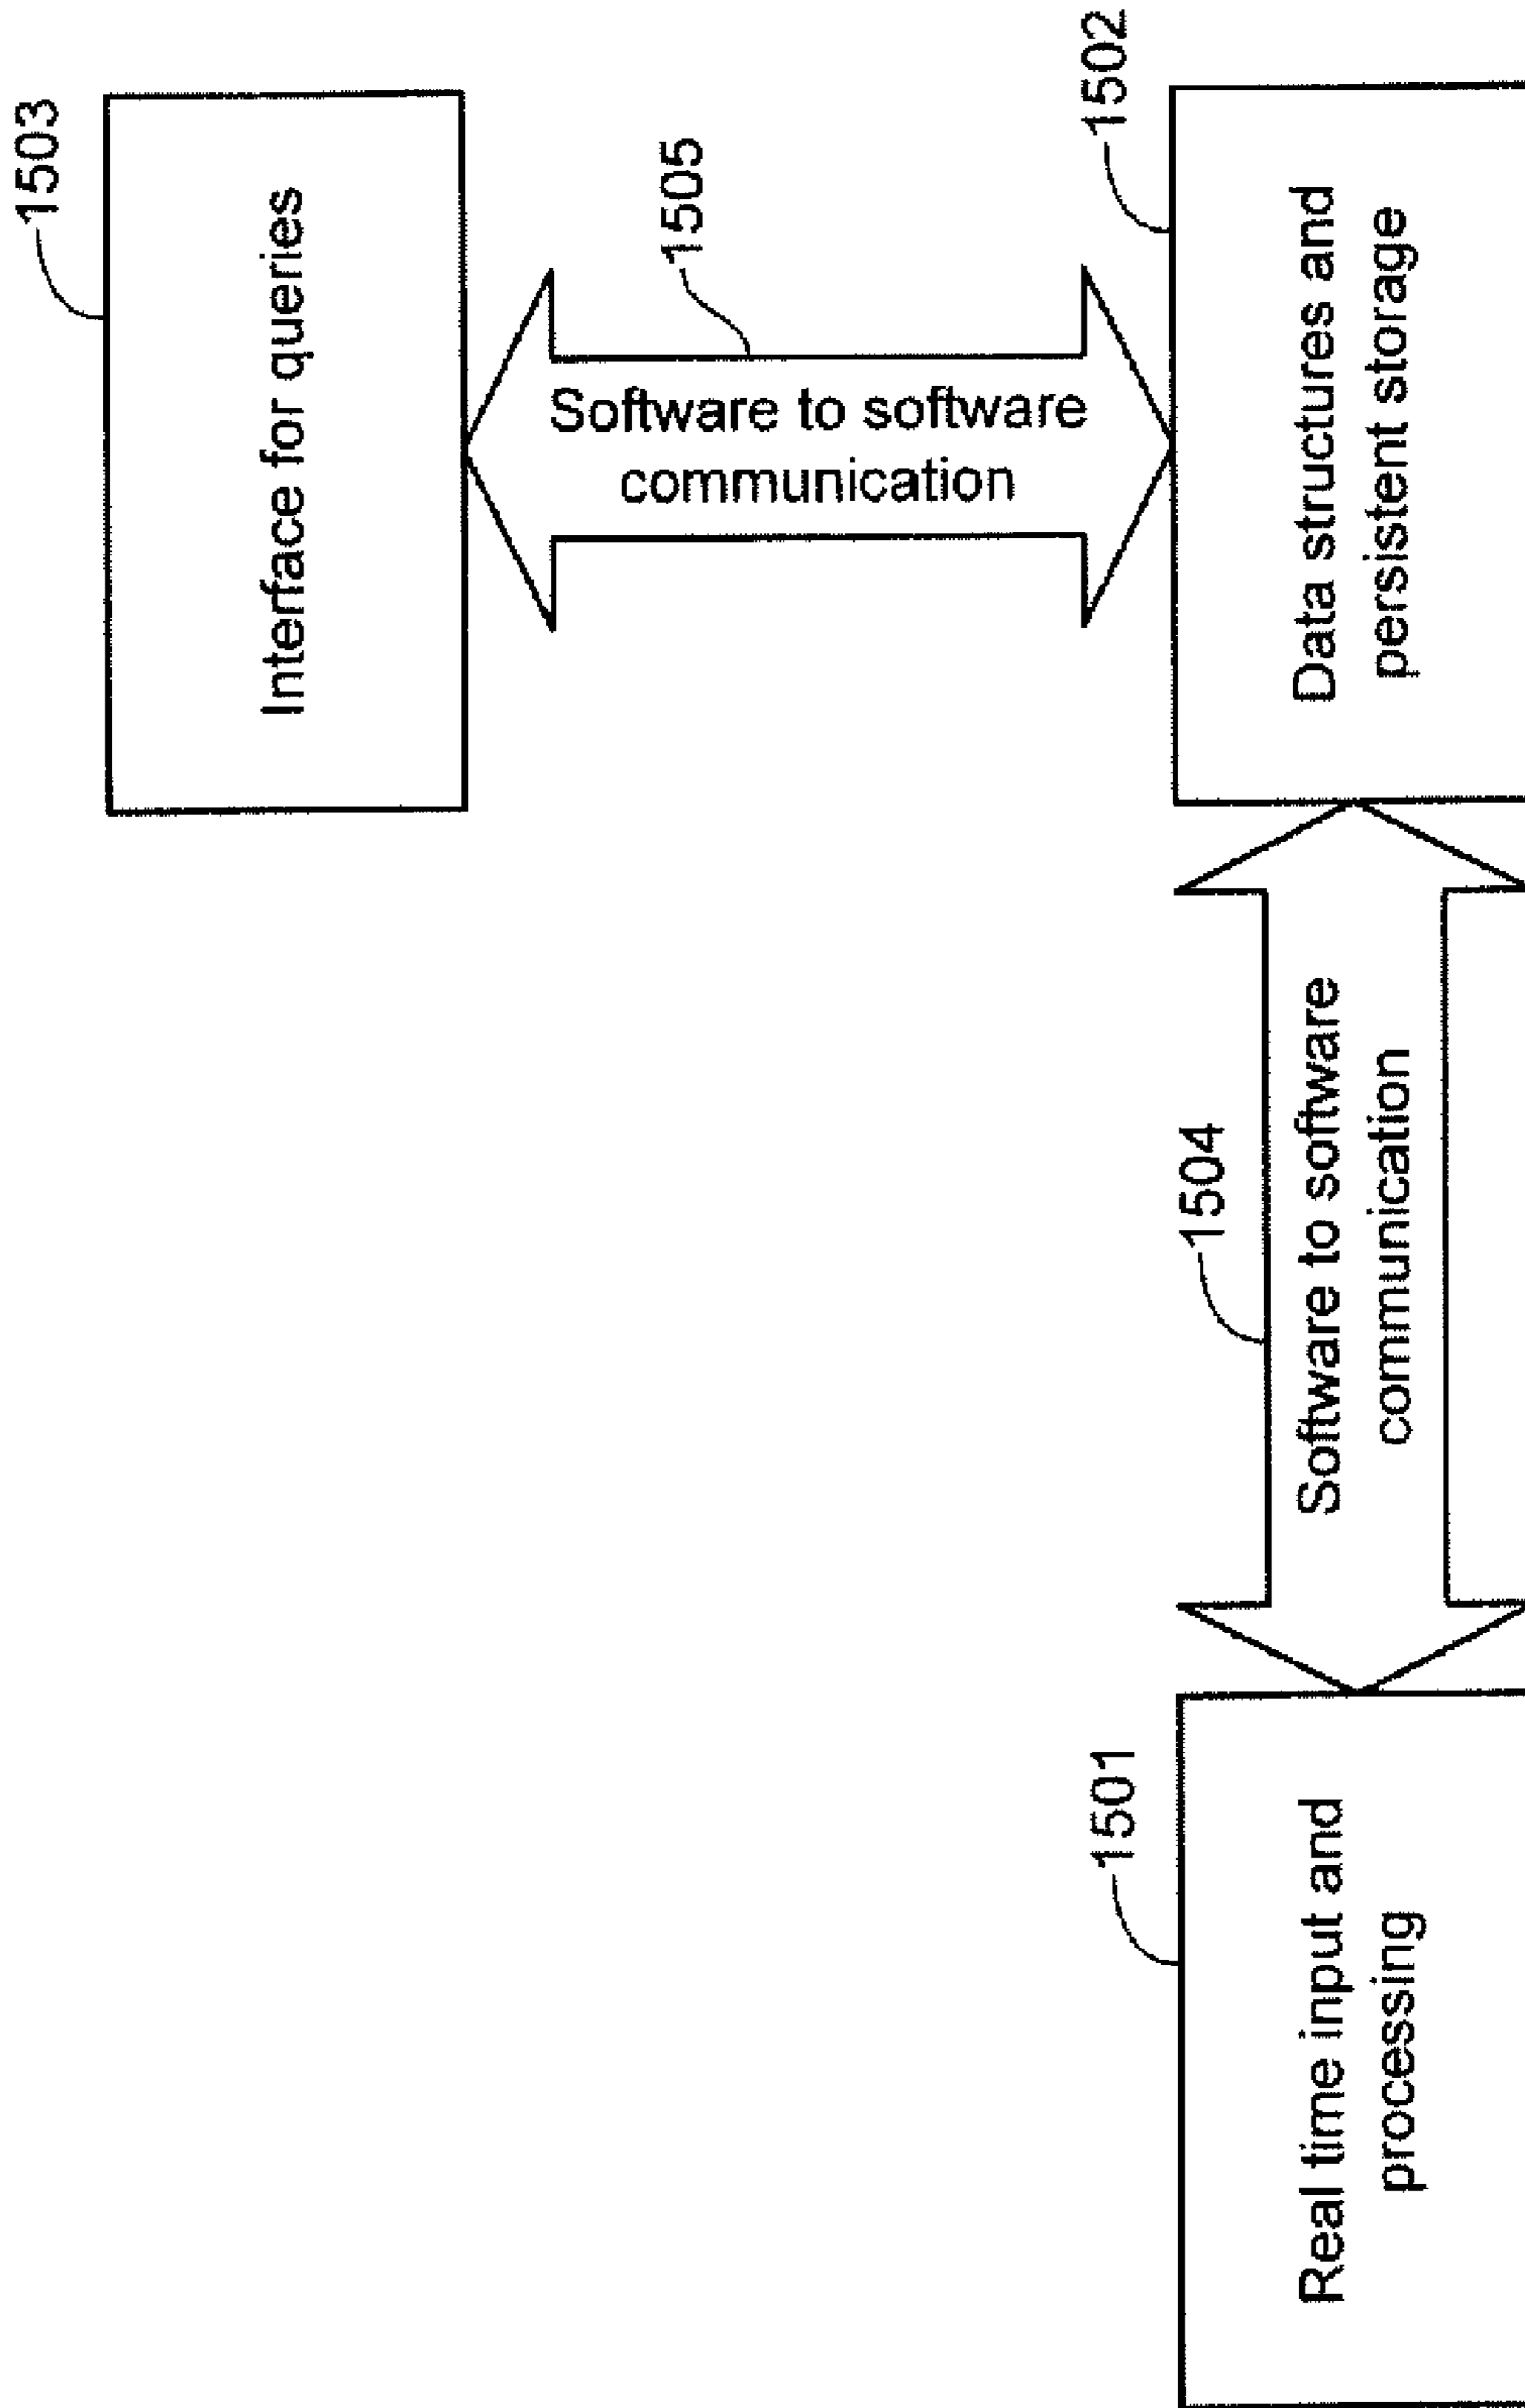 1503
Interface for queries
1505
Software to software
communication
1502
Data structures and
persistent storage
1504
Software to software
communication
1501
Real time input and
processing